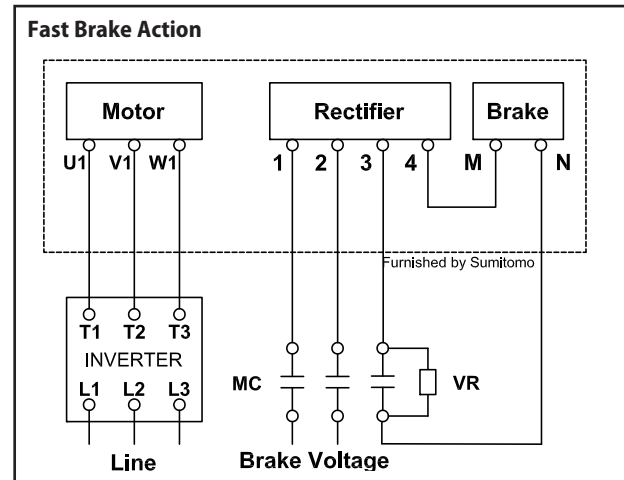 Fast Brake Action
Motor Rectifier Brake
U1 V1 W1 1 2 3 4 M N
Furnished by Sumitomo
T1 T2 T3
INVERTER
MC VR
L1 L2 L3
Line Brake Voltage